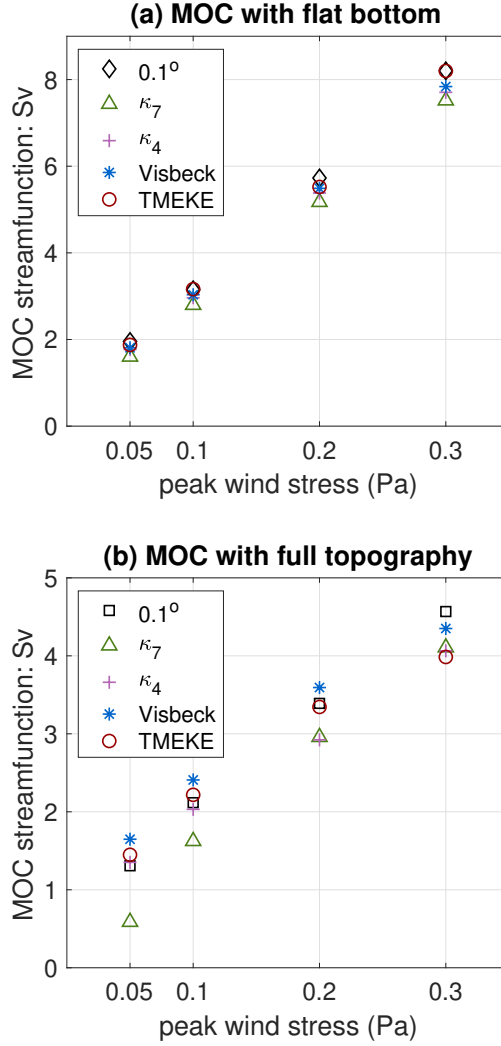 (a) MOC with flat bottom
MOC streamfunction: Sv
8
6
4
2
0
0.1°
κ7
κ4
Visbeck
TMEKE
0.05 0.1 0.2 0.3
peak wind stress (Pa)
(b) MOC with full topography
MOC streamfunction: Sv
5
4
3
2
1
0
0.1°
κ7
κ4
Visbeck
TMEKE
0.05 0.1 0.2 0.3
peak wind stress (Pa)